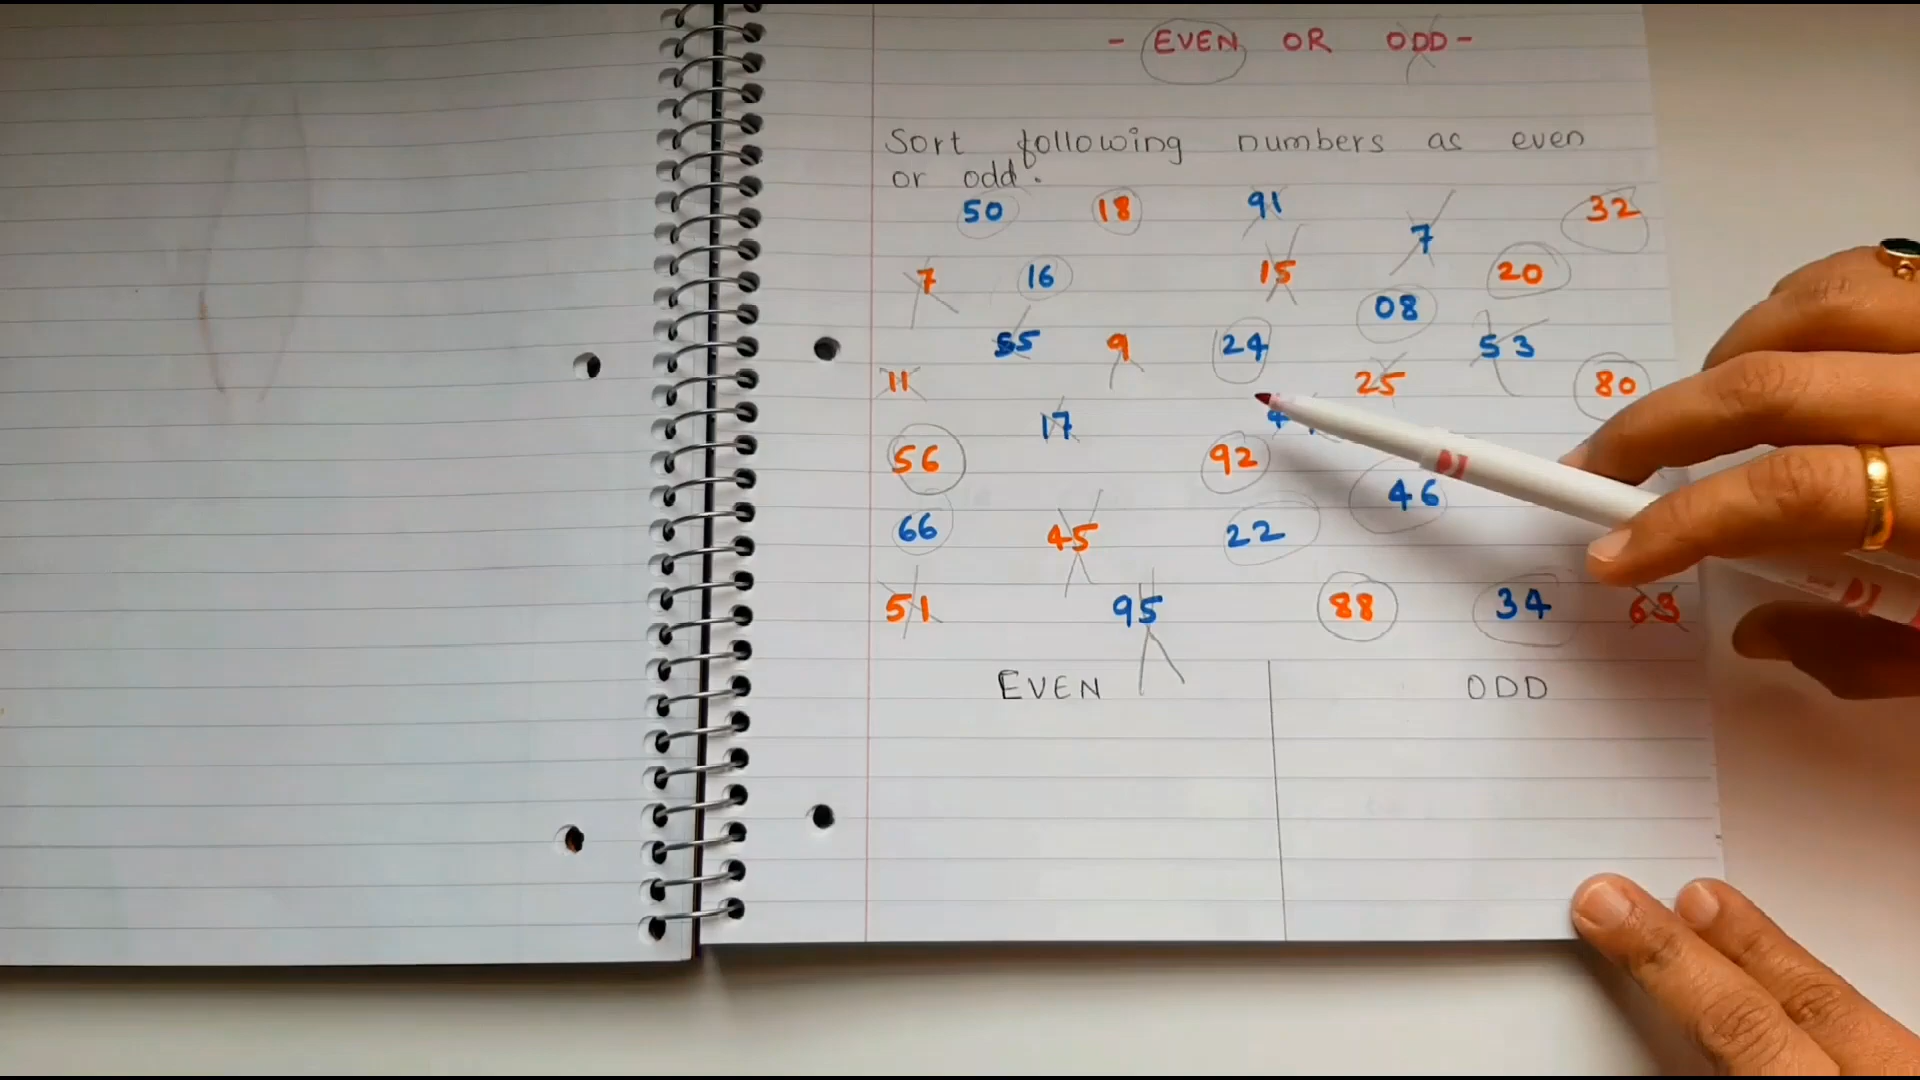 - EVEN OR ODD -
Sort following numbers as even
or odd.
50 18 91 7 32
7 16 15 08 20
55 9 24 53
11 25 80
17
56 92 46
66 45 22
51 95 88 34 63
EVEN ODD